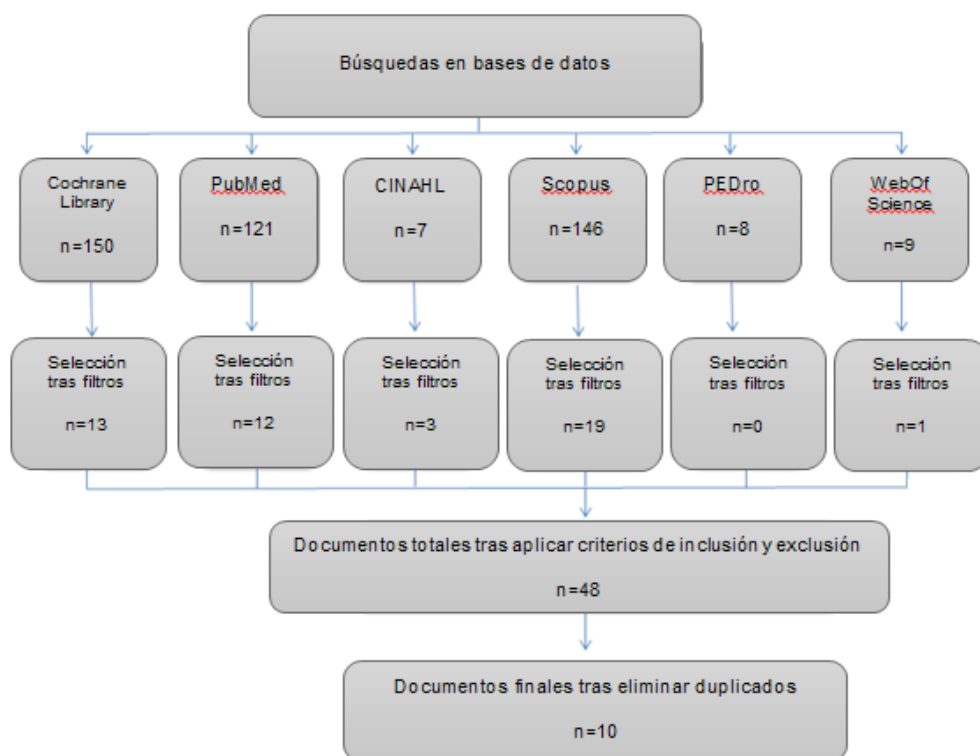 Búsquedas en bases de datos
Cochrane
Library
n=150
PubMed
n=121
CINAHL
n=7
Scopus
n=146
PEDro
n=8
WebOf
Science
n=9
Selección
tras filtros
n=13
Selección
tras filtros
n=12
Selección
tras filtros
n=3
Selección
tras filtros
n=19
Selección
tras filtros
n=0
Selección
tras filtros
n=1
Documentos totales tras aplicar criterios de inclusión y exclusión
n=48
Documentos finales tras eliminar duplicados
n=10